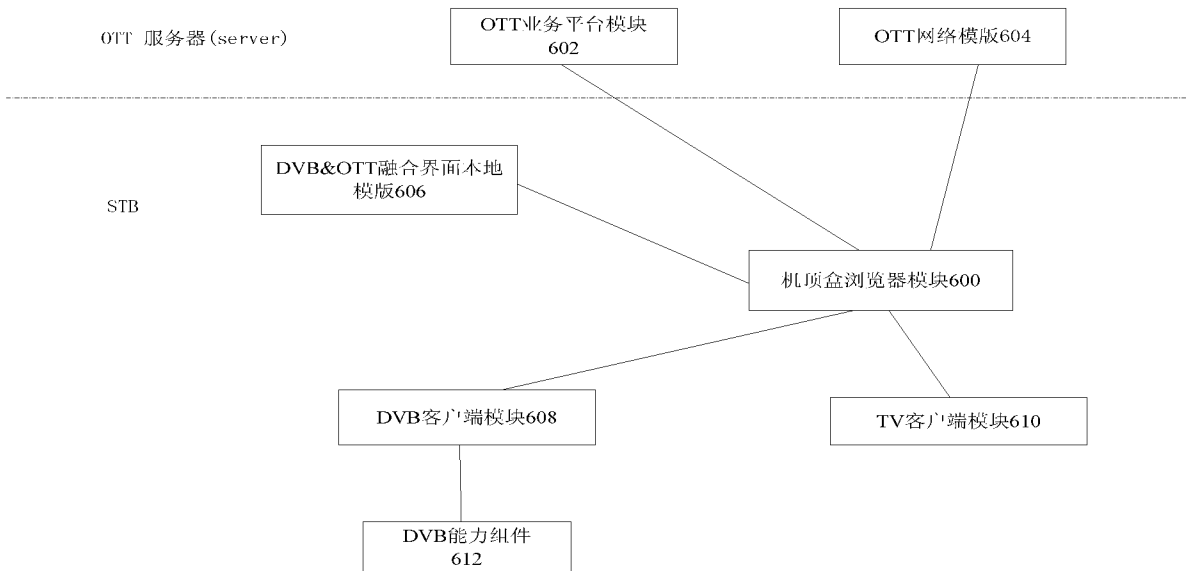 OTT 服务器(server)
OTT业务平台模块
602
OTT网络模版604
DVB&OTT融合界面本地
模版606
STB
机顶盒浏览器模块600
DVB客户端模块608
TV客户端模块610
DVB能力组件
612